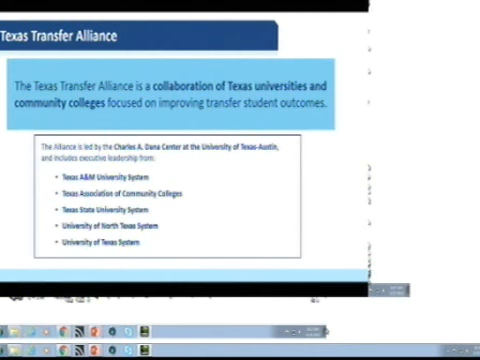 Texas Transfer Alliance
The Texas Transfer Alliance is a collaboration of Texas universities and
community colleges focused on improving transfer student outcomes.
The Alliance is led by the Charles A. Dana Center at the University of Texas-Austin,
and includes executive leadership from:
• Texas A&M University System
• Texas Association of Community Colleges
• Texas State University System
• University of North Texas System
• University of Texas System